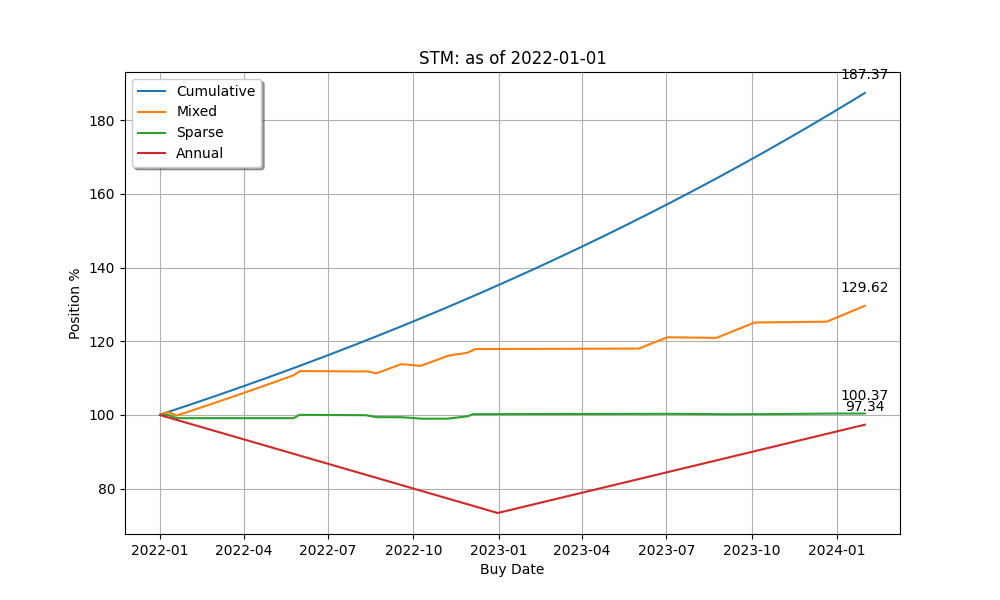 STM: as of 2022-01-01
187.37
Cumulative
Mixed
Sparse
Annual
180
160
140
129.62
120
100.37
97.34
100
80
Position %
2022-01 2022-04 2022-07 2022-10 2023-01 2023-04 2023-07 2023-10 2024-01
Buy Date